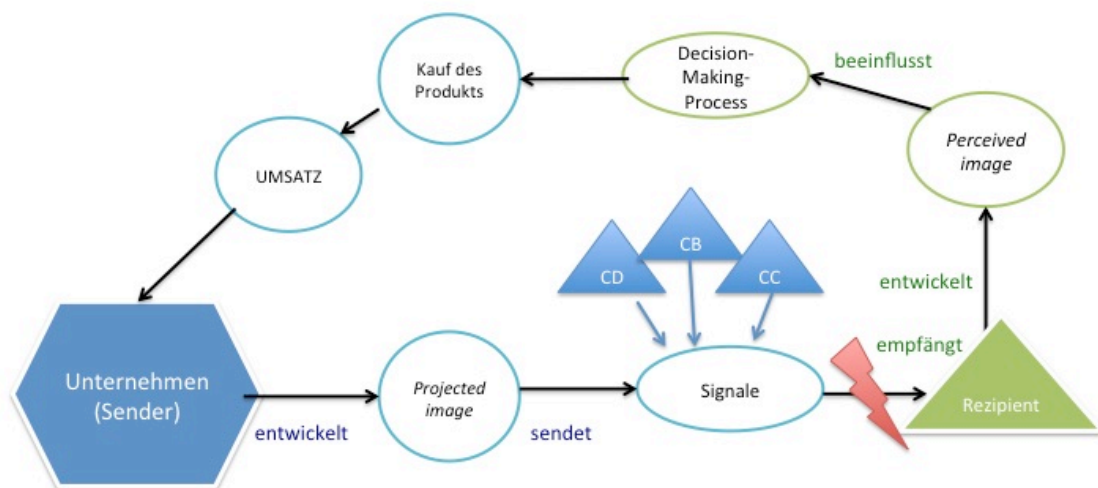 Kauf des
Produkts
Decision-
Making-
Process
beeinflusst
Perceived
image
UMSATZ
CB
CD
CC
entwickelt
empfängt
Unternehmen
(Sender)
entwickelt
Projected
image
sendet
Signale
Rezipient